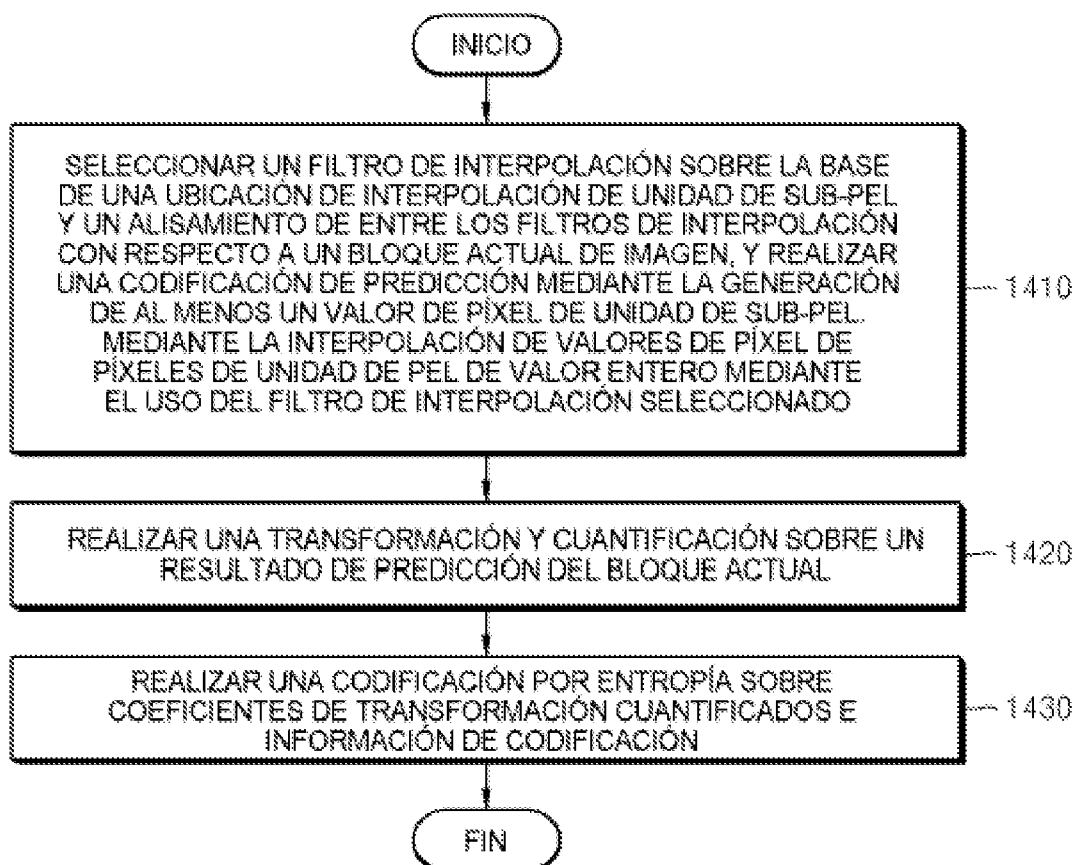 INICIO
SELECCIONAR UN FILTRO DE INTERPOLACIÓN SOBRE LA BASE
DE UNA UBICACIÓN DE INTERPOLACIÓN DE UNIDAD DE SUB-PEL
Y UN ALISAMIENTO DE ENTRE LOS FILTROS DE INTERPOLACIÓN
CON RESPECTO A UN BLOQUE ACTUAL DE IMAGEN, Y REALIZAR
UNA CODIFICACIÓN DE PREDICCIÓN MEDIANTE LA GENERACIÓN
DE AL MENOS UN VALOR DE PÍXEL DE UNIDAD DE SUB-PEL,
MEDIANTE LA INTERPOLACIÓN DE VALORES DE PÍXEL DE
PÍXELES DE UNIDAD DE PEL DE VALOR ENTERO MEDIANTE
EL USO DEL FILTRO DE INTERPOLACIÓN SELECCIONADO
1410
REALIZAR UNA TRANSFORMACIÓN Y CUANTIFICACIÓN SOBRE UN
RESULTADO DE PREDICCIÓN DEL BLOQUE ACTUAL
1420
REALIZAR UNA CODIFICACIÓN POR ENTROPÍA SOBRE
COEFICIENTES DE TRANSFORMACIÓN CUANTIFICADOS E
INFORMACIÓN DE CODIFICACIÓN
1430
FIN